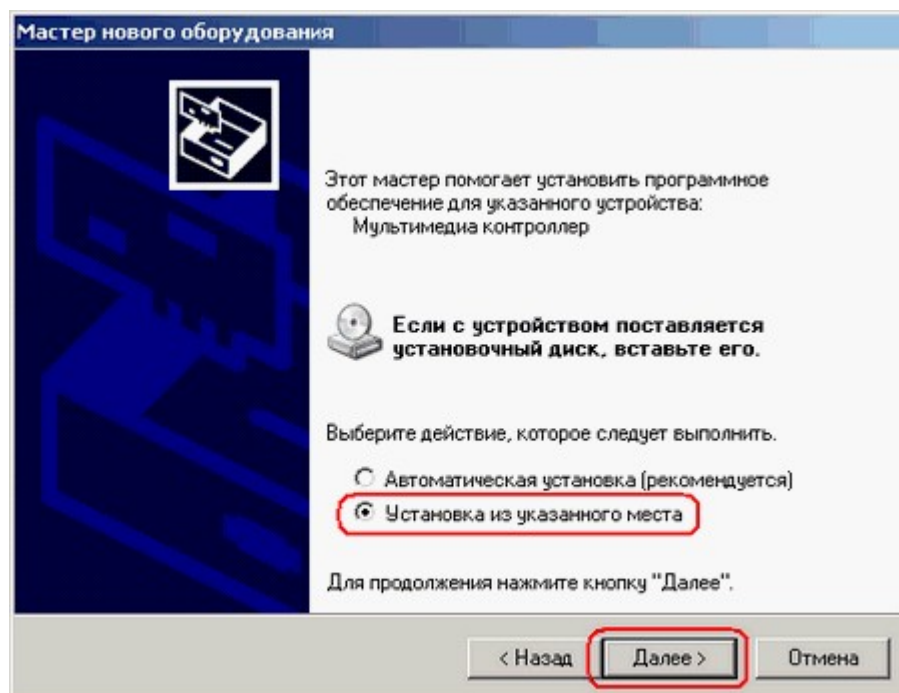 Мастер нового оборудования
Этот мастер помогает установить программное
обеспечение для указанного устройства:
Мультимедиа контроллер
Если с устройством поставляется
установочный диск, вставьте его.
Выберите действие, которое следует выполнить.
Автоматическая установка (рекомендуется)
Установка из указанного места
Для продолжения нажмите кнопку "Далее".
< Назад Далее > Отмена